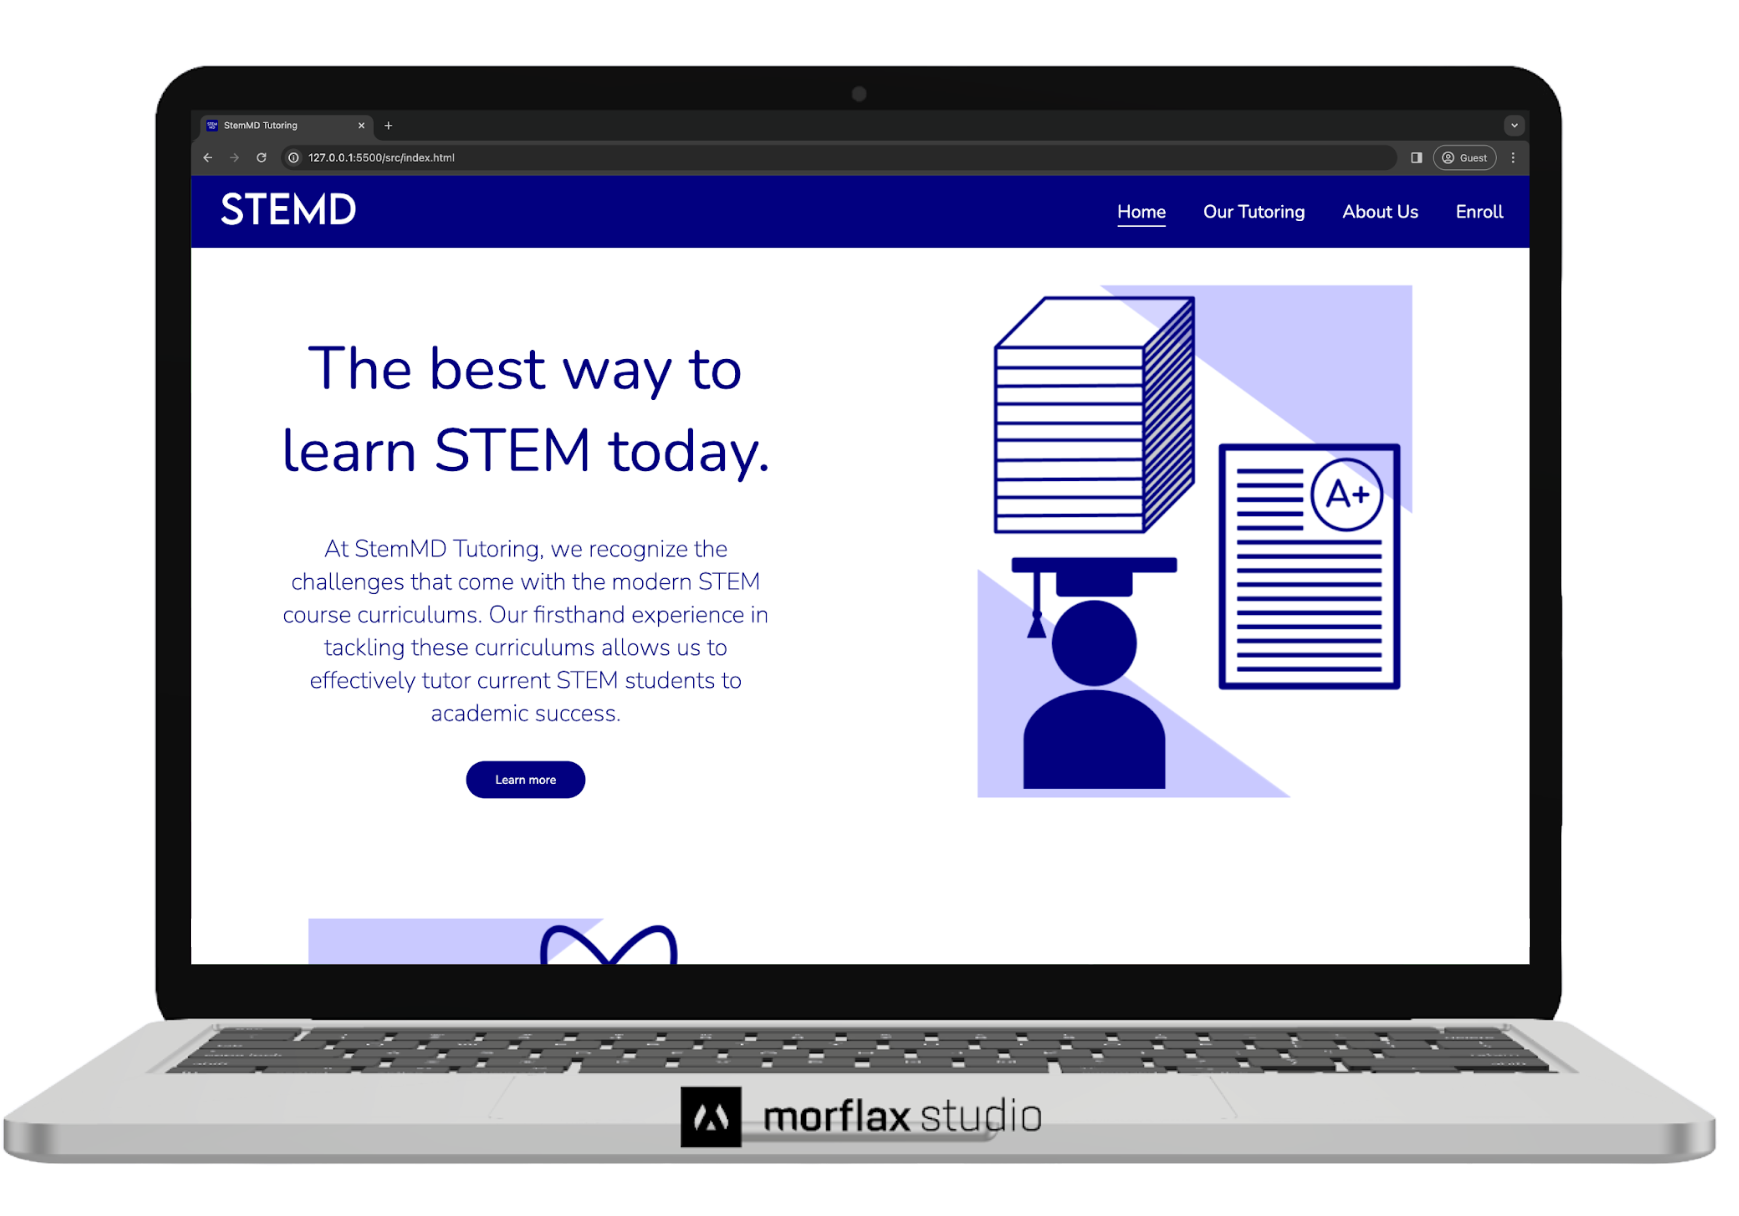 StemMD Tutoring
127.0.0.1:5500/src/index.html
Guest
STEMD
Home
Our Tutoring
About Us
Enroll
The best way to
learn STEM today.
At StemMD Tutoring, we recognize the
challenges that come with the modern STEM
course curriculums. Our firsthand experience in
tackling these curriculums allows us to
effectively tutor current STEM students to
academic success.
Learn more
A+
morflax studio